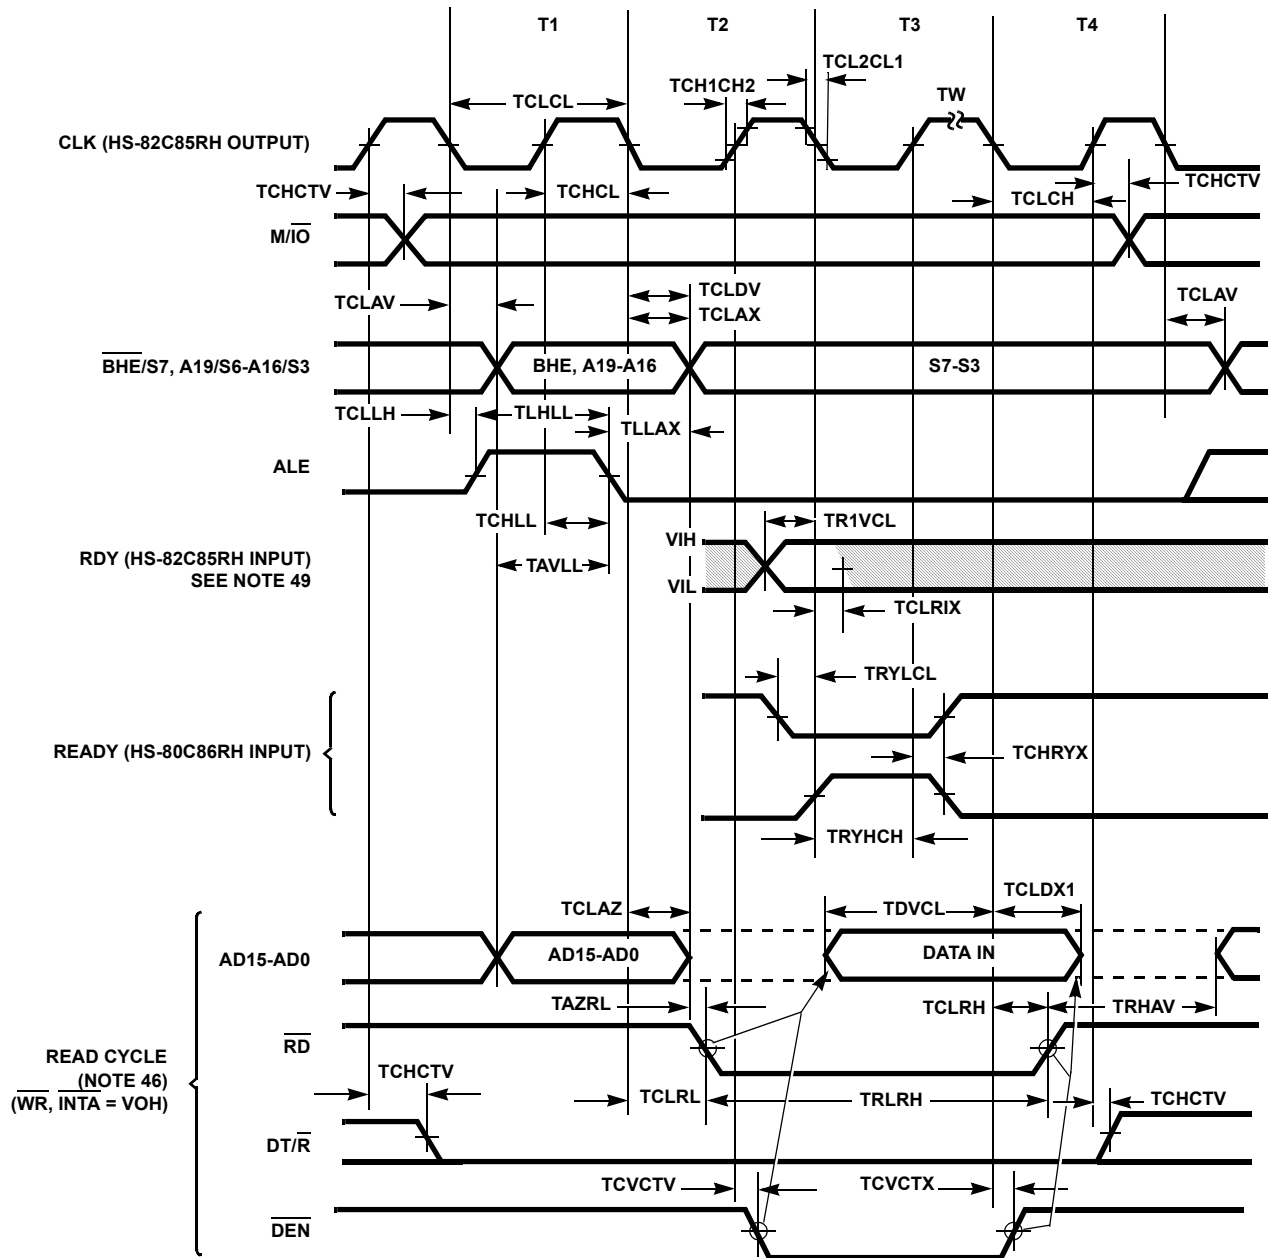 T1 T2 T3 T4
TCL2CL1
TCH1CH2
TCLCL TW
CLK (HS-82C85RH OUTPUT)
TCHCTV TCHCL TCLCH TCHCTV
M/IO
TCLDV
TCLAV TCLAV
TCLAX
BHE/S7, A19/S6-A16/S3 BHE, A19-A16 S7-S3
TCLLH TLHLL
TLLAX
ALE
TCHLL TR1VCL
VIH
RDY (HS-82C85RH INPUT) TAVLL
SEE NOTE 49
VIL
TCLRIX
TRYLCL
READY (HS-80C86RH INPUT) TCHRYX
TRYHCH
TCLDX1
TCLAZ TDVCL
AD15-AD0 AD15-AD0 DATA IN
TAZRL TCLRH TRHAV
RD
READ CYCLE
(NOTE 46)
(WR, INTA = VOH)
TCHCTV TCLRL TRLRH TCHCTV
DT/R
TCVCTV TCVCTX
DEN